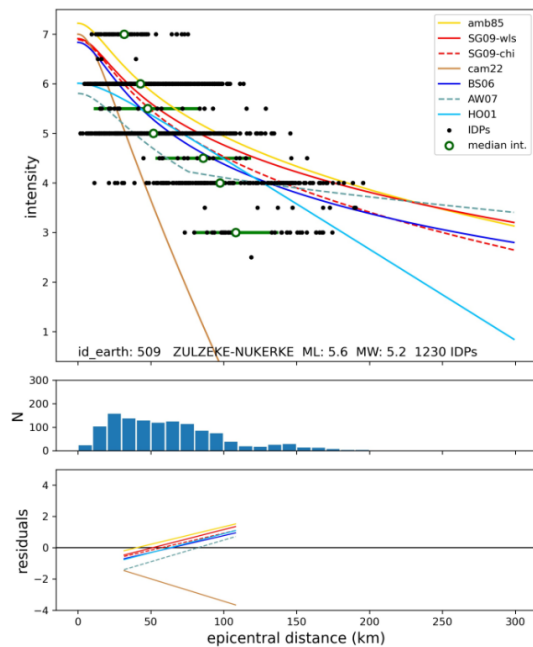 7
6
5
4
3
2
1
intensity
amb85
SG09-wls
SG09-chi
cam22
BS06
AW07
HO01
IDPs
median int.
id_earth: 509 ZULZEKE-NUKERKE ML: 5.6 MW: 5.2 1230 IDPs
300
200
100
0
N
4
2
0
−2
−4
residuals
0 50 100 150 200 250 300
epicentral distance (km)